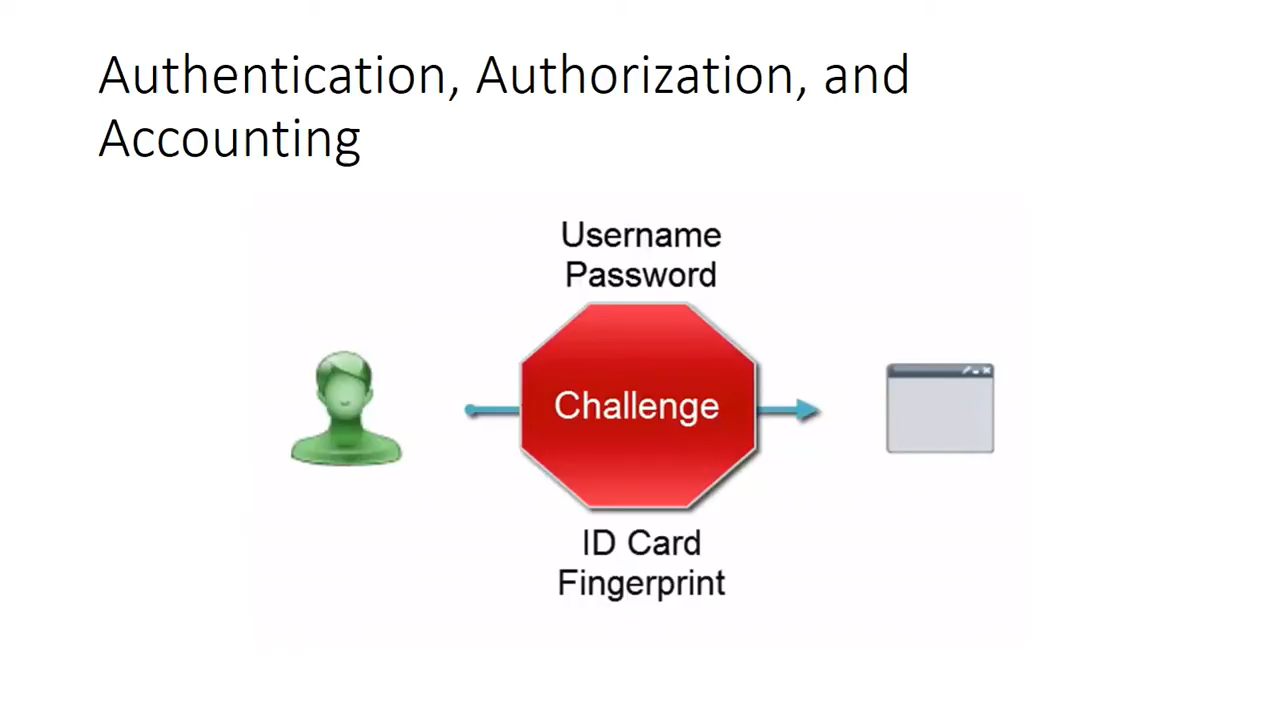 Authentication, Authorization, and
Accounting
Username
Password
Challenge
ID Card
Fingerprint